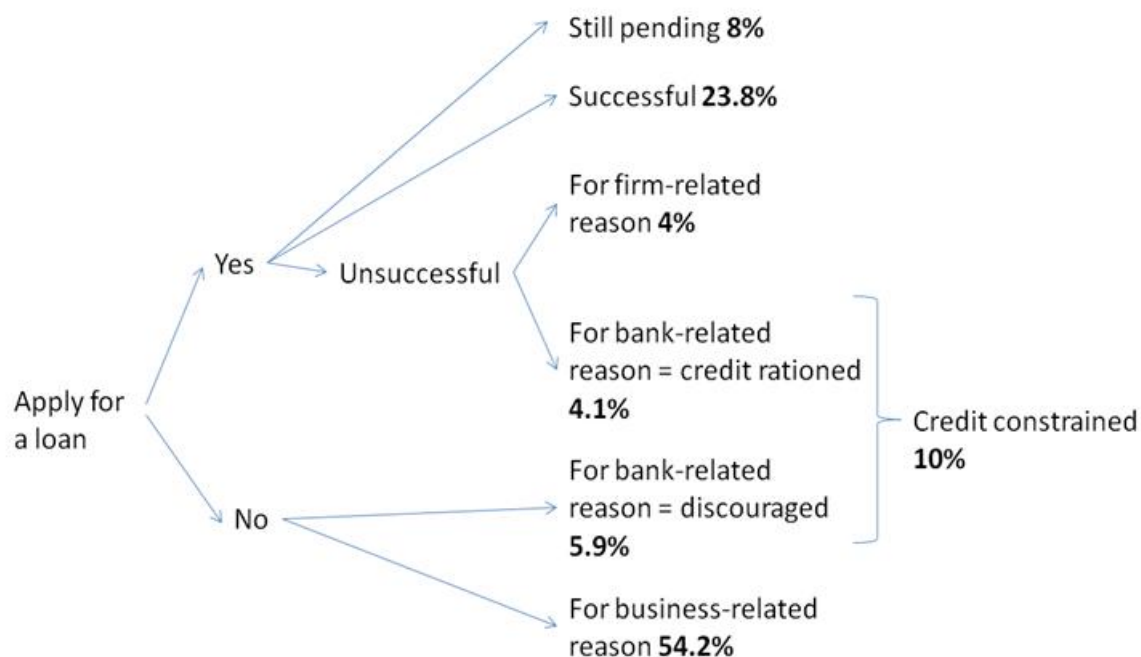 Still pending 8%
Successful 23.8%
For firm-related
reason 4%
Yes
Unsuccessful
For bank-related
reason = credit rationed
4.1%
Apply for
a loan
Credit constrained
10%
For bank-related
reason = discouraged
5.9%
No
For business-related
reason 54.2%